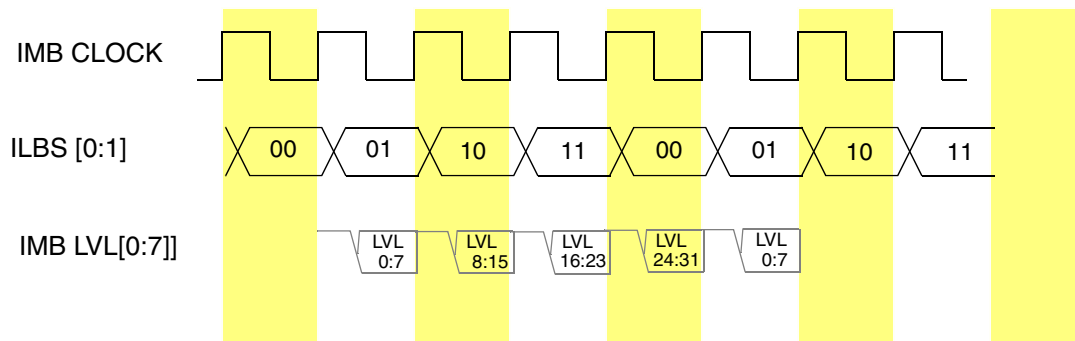 IMB CLOCK
ILBS [0:1]
00 01 10 11 00 01 10 11
IMB LVL[0:7]]
LVL LVL LVL LVL LVL
0:7 8:15 16:23 24:31 0:7